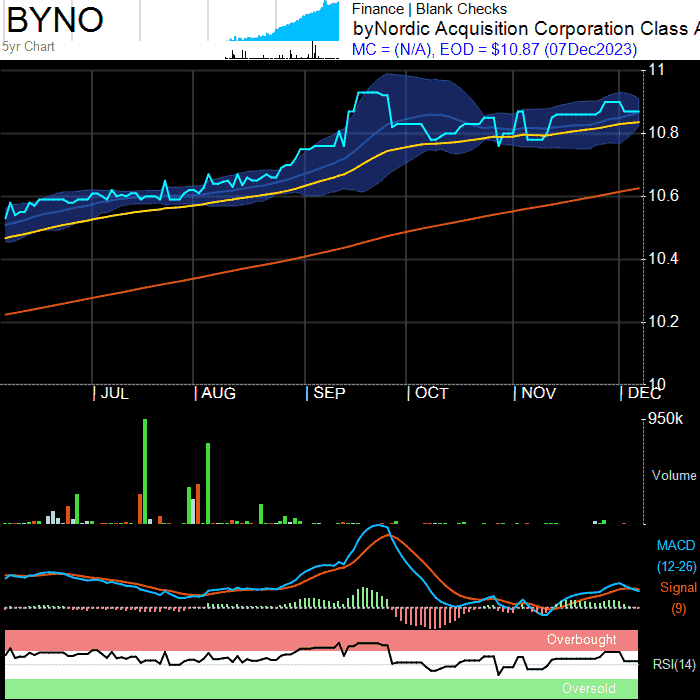 BYNO
5yr Chart
Finance | Blank Checks
byNordic Acquisition Corporation Class A
MC = (N/A), EOD = $10.87 (07Dec2023)
11
10.8
10.6
10.4
10.2
10
JUL AUG SEP OCT NOV DEC
950k
Volume
MACD
(12-26)
Signal
(9)
Overbought
RSI(14)
Oversold